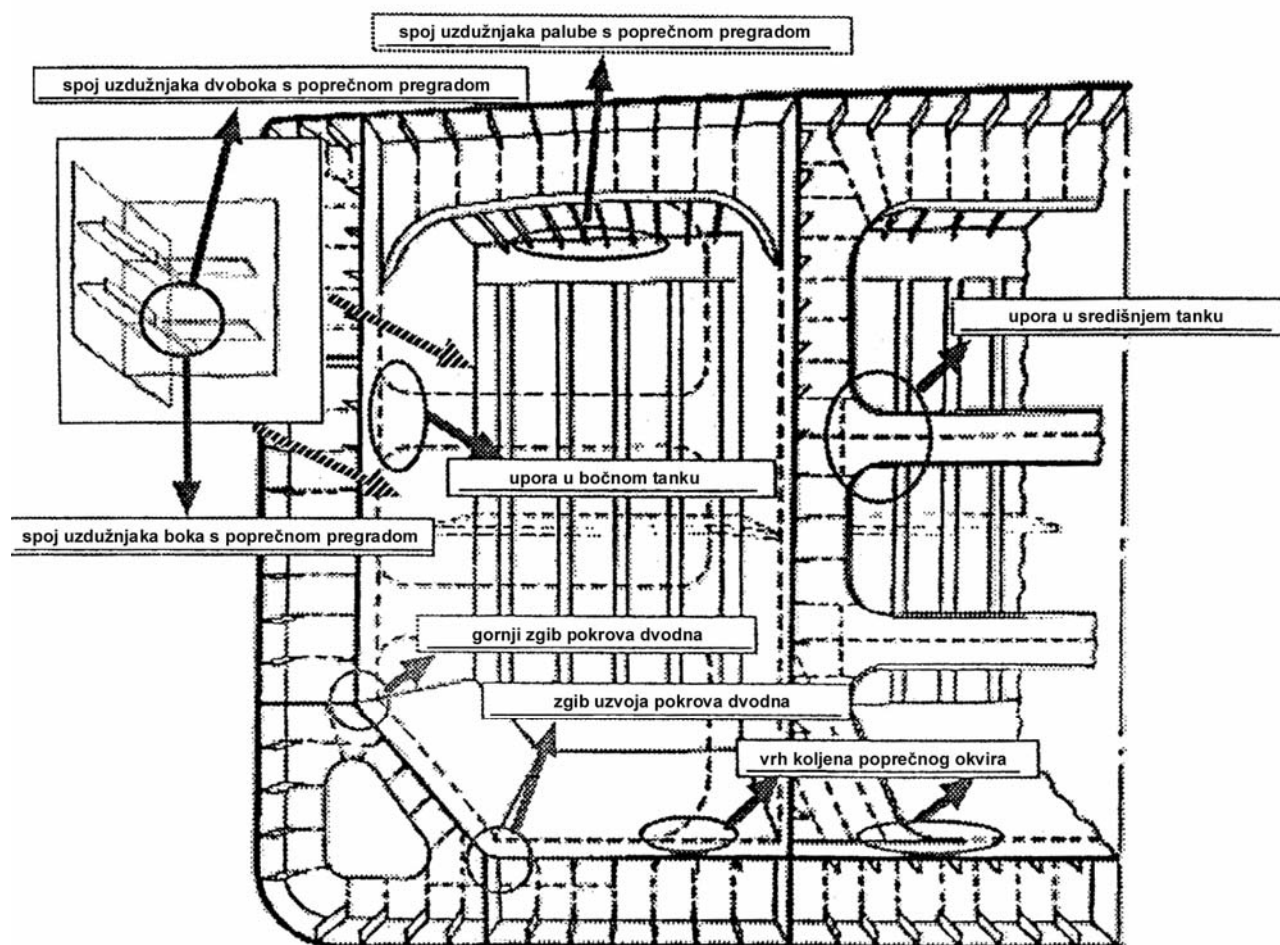 spoj uzdužnjaka palube s poprečnom pregradom
spoj uzdužnjaka dvoboka s poprečnom pregradom
upora u središnjem tanku
upora u bočnom tanku
spoj uzdužnjaka boka s poprečnom pregradom
gornji zgib pokrova dvodna
zgib uzvoja pokrova dvodna
vrh koljena poprečnog okvira